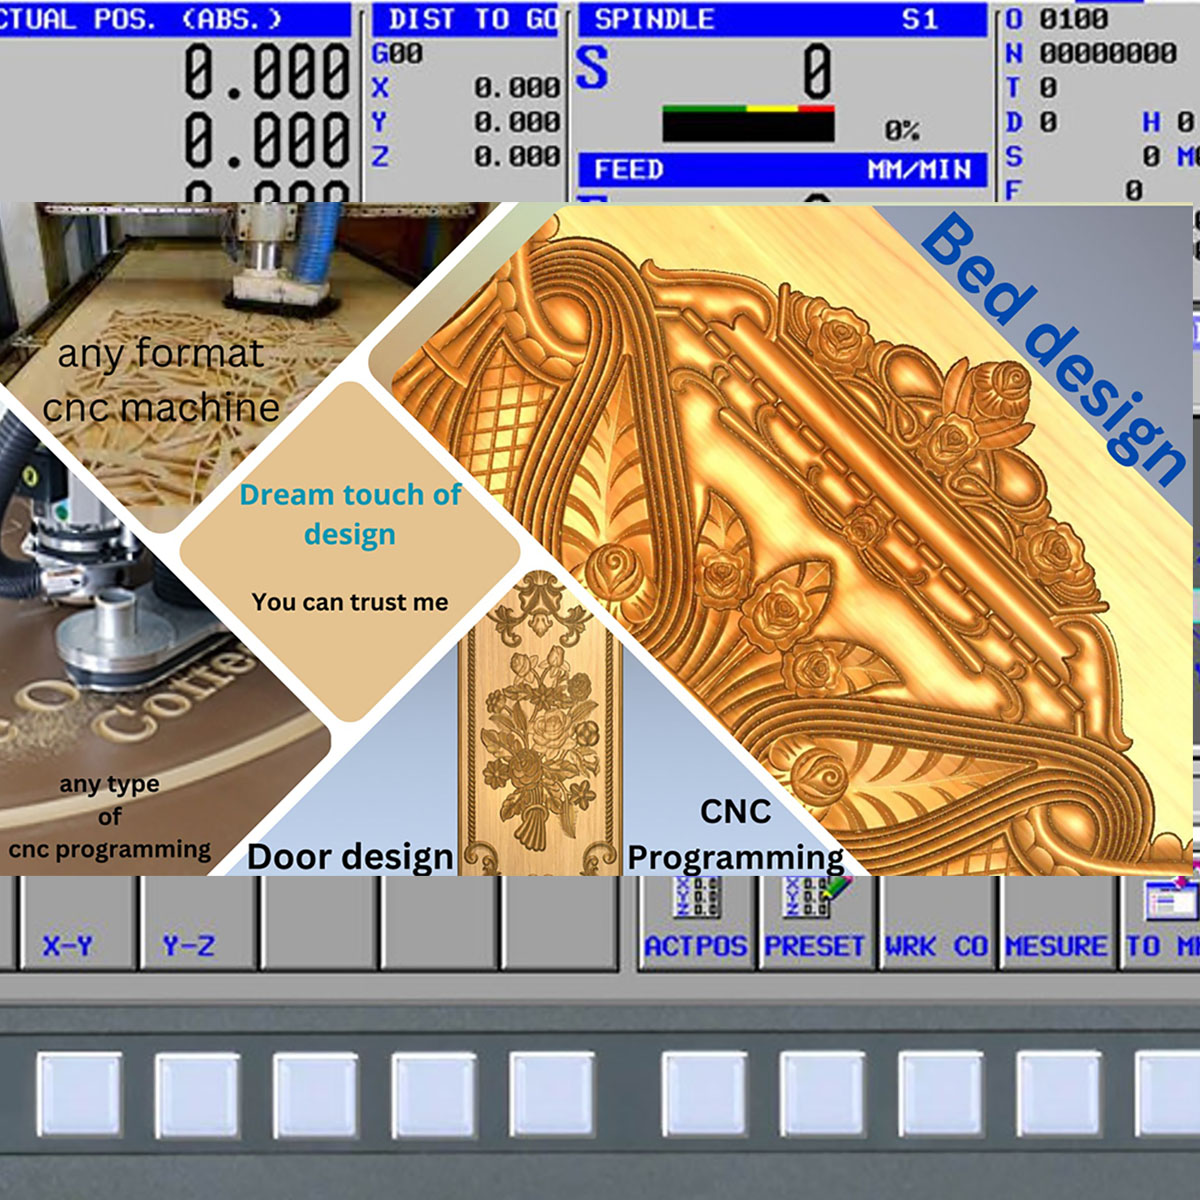 CTUAL POS. (ABS.)
0.000
0.000
0.000
DIST TO GO
G00
X 0.000
Y 0.000
Z 0.000
SPINDLE S1
S 0
0%
FEED MM/MIN
O 0100
N 00000000
T 0
D 0 H 0
S 0 M
F 0
any format
cnc machine
Dream touch of
design
You can trust me
Bed design
any type
of
cnc programming
Door design
CNC
Programming
X-Y
Y-Z
ACTPOS
PRESET
WRK CO
MESURE
TO ME